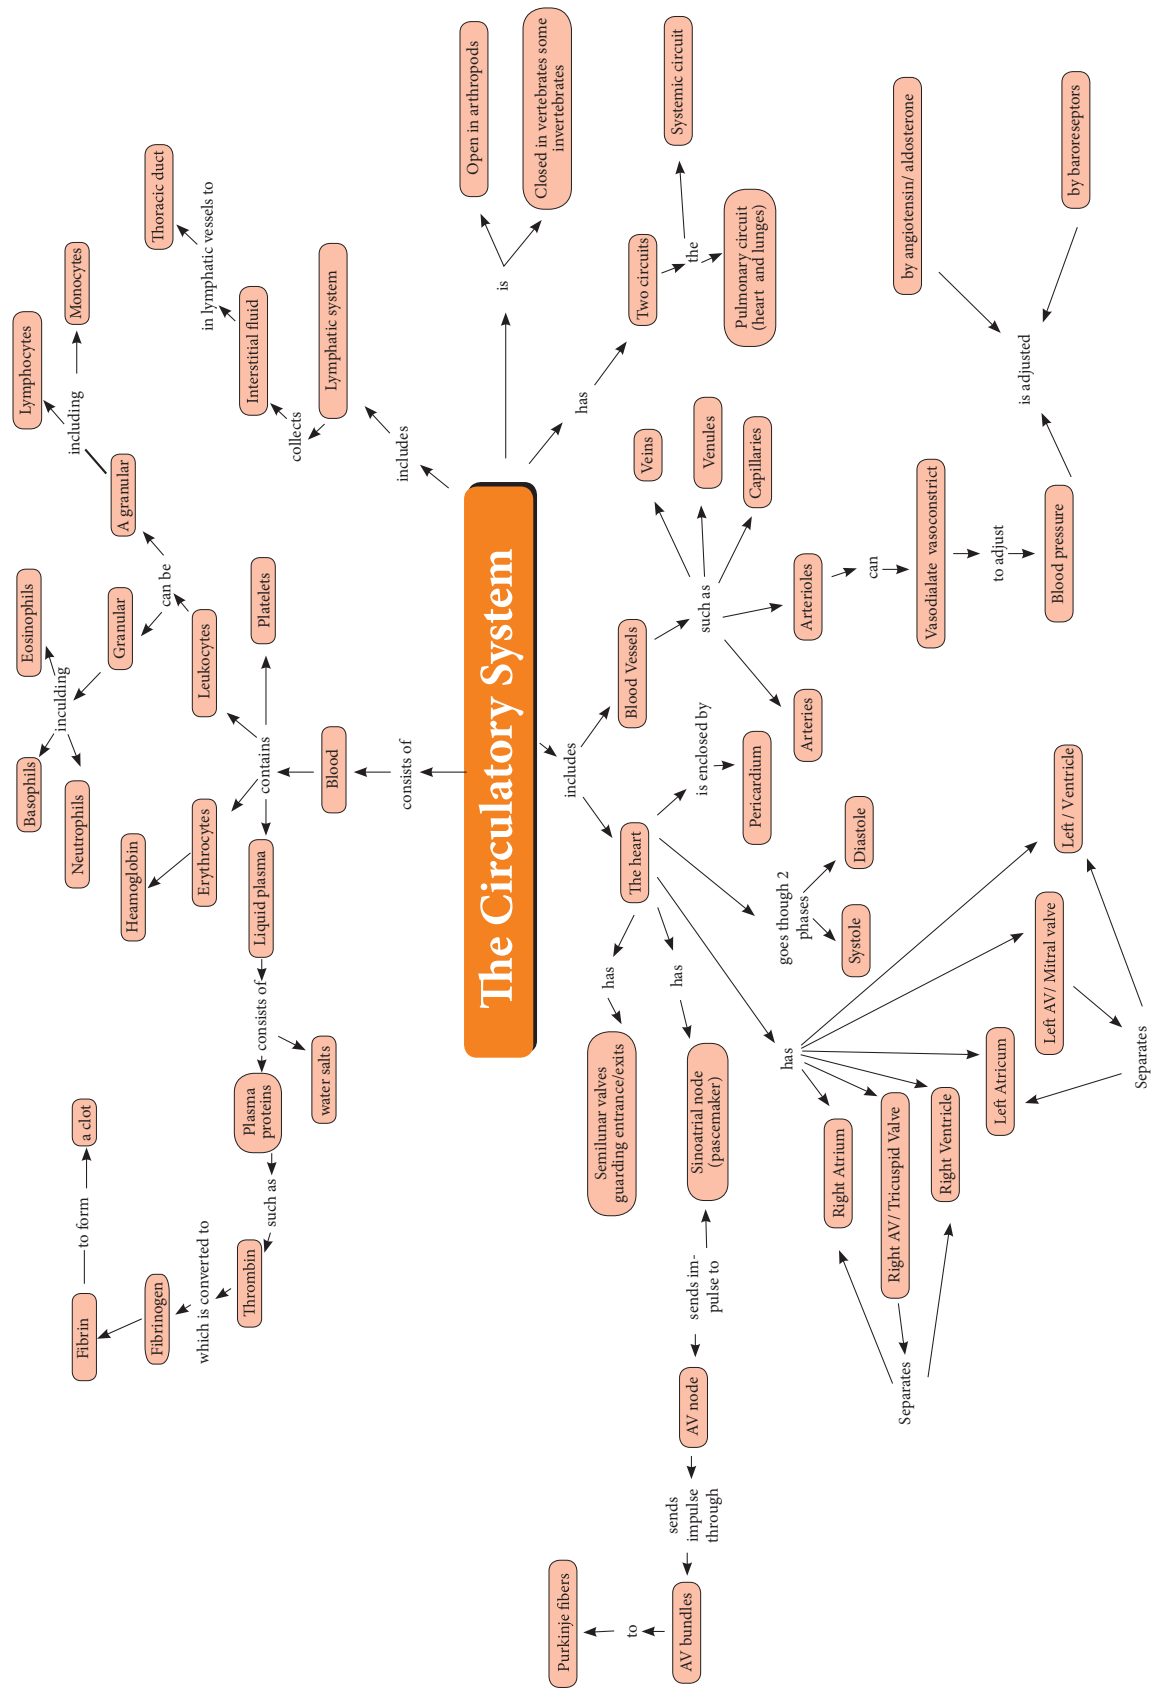 The Circulatory System
consists of
Blood
contains
Platelets
Leukocytes
can be
A granular
including
Lymphocytes
Monocytes
Granular
inculding
Eosinophils
Basophils
Neutrophils
Erythrocytes
Heamoglobin
Liquid plasma
consists of
water salts
Plasma
proteins
such as
Thrombin
which is converted to
Fibrinogen
Fibrin
to form
a clot
includes
Lymphatic system
collects
Interstitial fluid
in lymphatic vessels to
Thoracic duct
is
Open in arthropods
Closed in vertebrates some
invertebrates
has
Two circuits
the
Systemic circuit
Pulmonary circuit
(heart and lunges)
includes
Blood Vessels
such as
Veins
Venules
Capillaries
Arterioles
Arteries
can
Vasodialate vasoconstrict
to adjust
Blood pressure
is adjusted
by angiotensin/ aldosterone
by baroreseptors
The heart
is enclosed by
Pericardium
goes though 2
phases
Diastole
Systole
has
Semilunar valves
guarding entrance/exits
has
Sinoatrial node
(pascemaker)
sends im-
pulse to
AV node
sends
impulse
through
AV bundles
to
Purkinje fibers
has
Right Atrium
Right AV/ Tricuspid Valve
Right Ventricle
Separates
Left Atricum
Left AV/ Mitral valve
Left / Ventricle
Separates